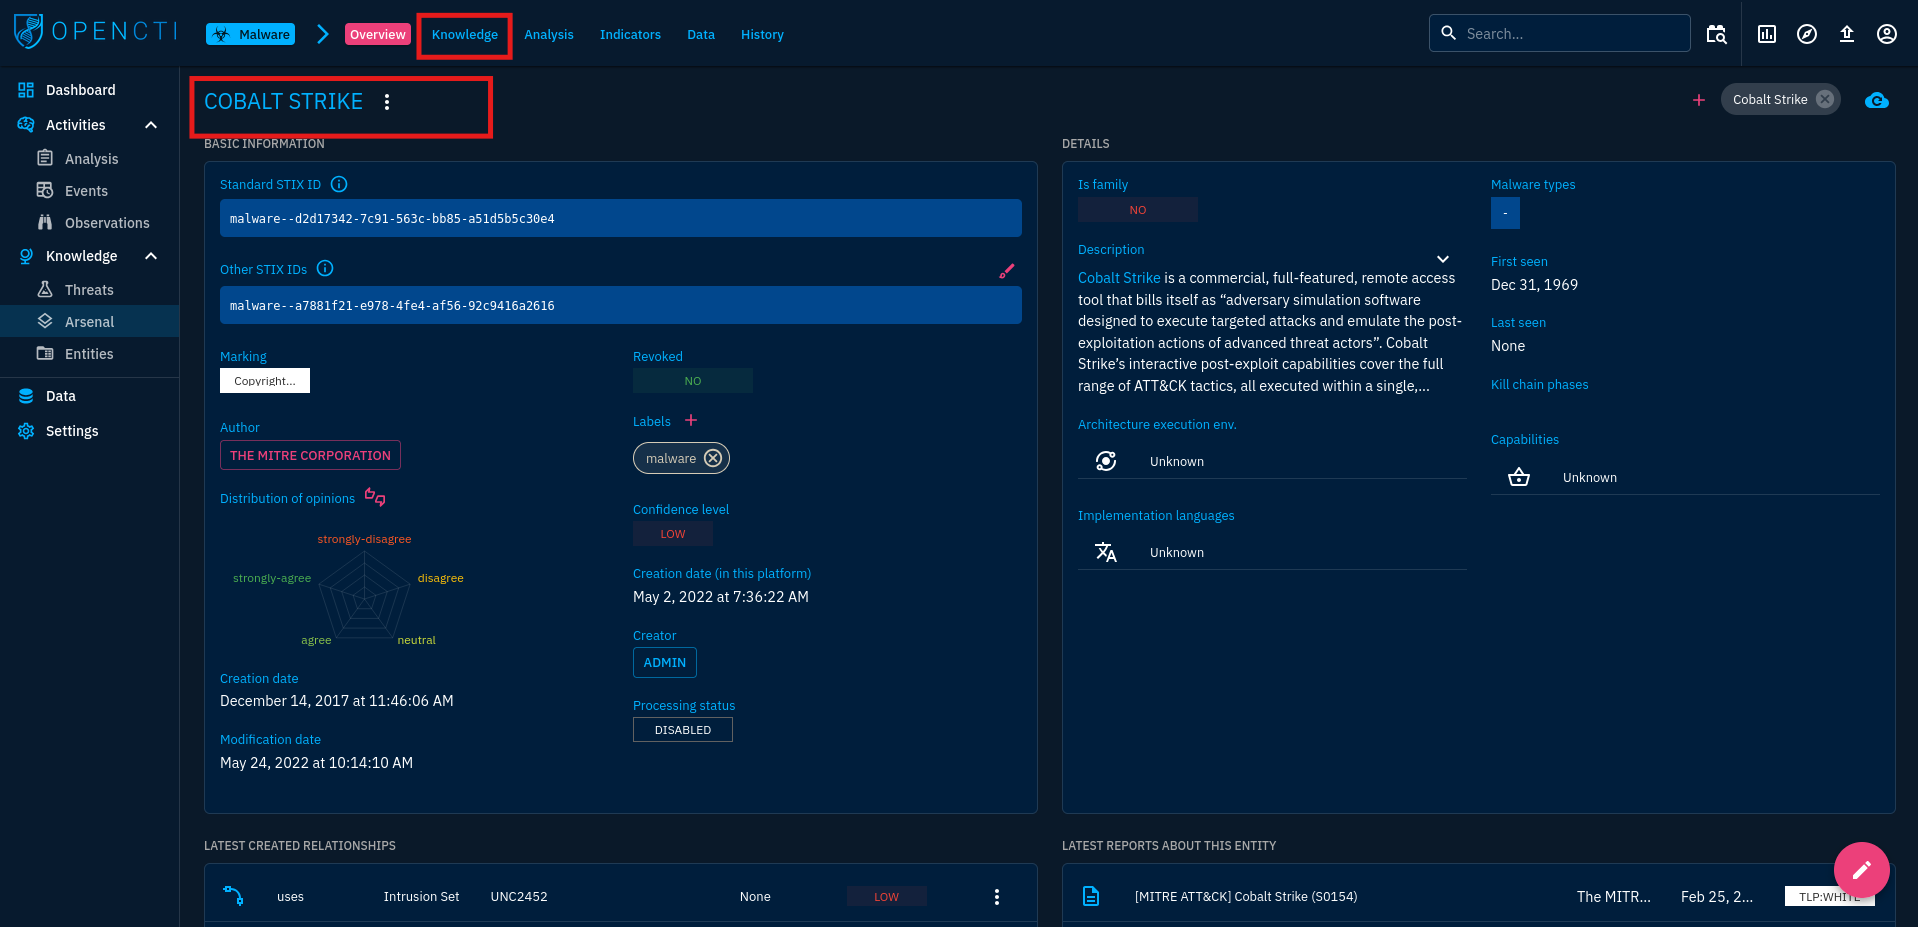 OPENCTI
Malware
Overview
Knowledge
Analysis
Indicators
Data
History
Search...
Dashboard
Activities
Analysis
Events
Observations
Knowledge
Threats
Arsenal
Entities
Data
Settings
COBALT STRIKE
Cobalt Strike
BASIC INFORMATION
Standard STIX ID
malware--d2d17342-7c91-563c-bb85-a51d5b5c30e4
Other STIX IDs
malware--a7881f21-e978-4fe4-af56-92c9416a2616
Marking
Copyright...
Revoked
NO
Author
THE MITRE CORPORATION
Labels
malware
Distribution of opinions
strongly-disagree
strongly-agree
disagree
agree
neutral
Confidence level
LOW
Creation date (in this platform)
May 2, 2022 at 7:36:22 AM
Creator
ADMIN
Creation date
December 14, 2017 at 11:46:06 AM
Processing status
DISABLED
Modification date
May 24, 2022 at 10:14:10 AM
DETAILS
Is family
NO
Malware types
-
Description
Cobalt Strike is a commercial, full-featured, remote access
tool that bills itself as “adversary simulation software
designed to execute targeted attacks and emulate the post-
exploitation actions of advanced threat actors”. Cobalt
Strike’s interactive post-exploit capabilities cover the full
range of ATT&CK tactics, all executed within a single,...
First seen
Dec 31, 1969
Last seen
None
Kill chain phases
Architecture execution env.
Unknown
Capabilities
Unknown
Implementation languages
Unknown
LATEST CREATED RELATIONSHIPS
uses Intrusion Set UNC2452 None LOW
LATEST REPORTS ABOUT THIS ENTITY
[MITRE ATT&CK] Cobalt Strike (S0154) The MITR... Feb 25, 2... TLP:WHITE